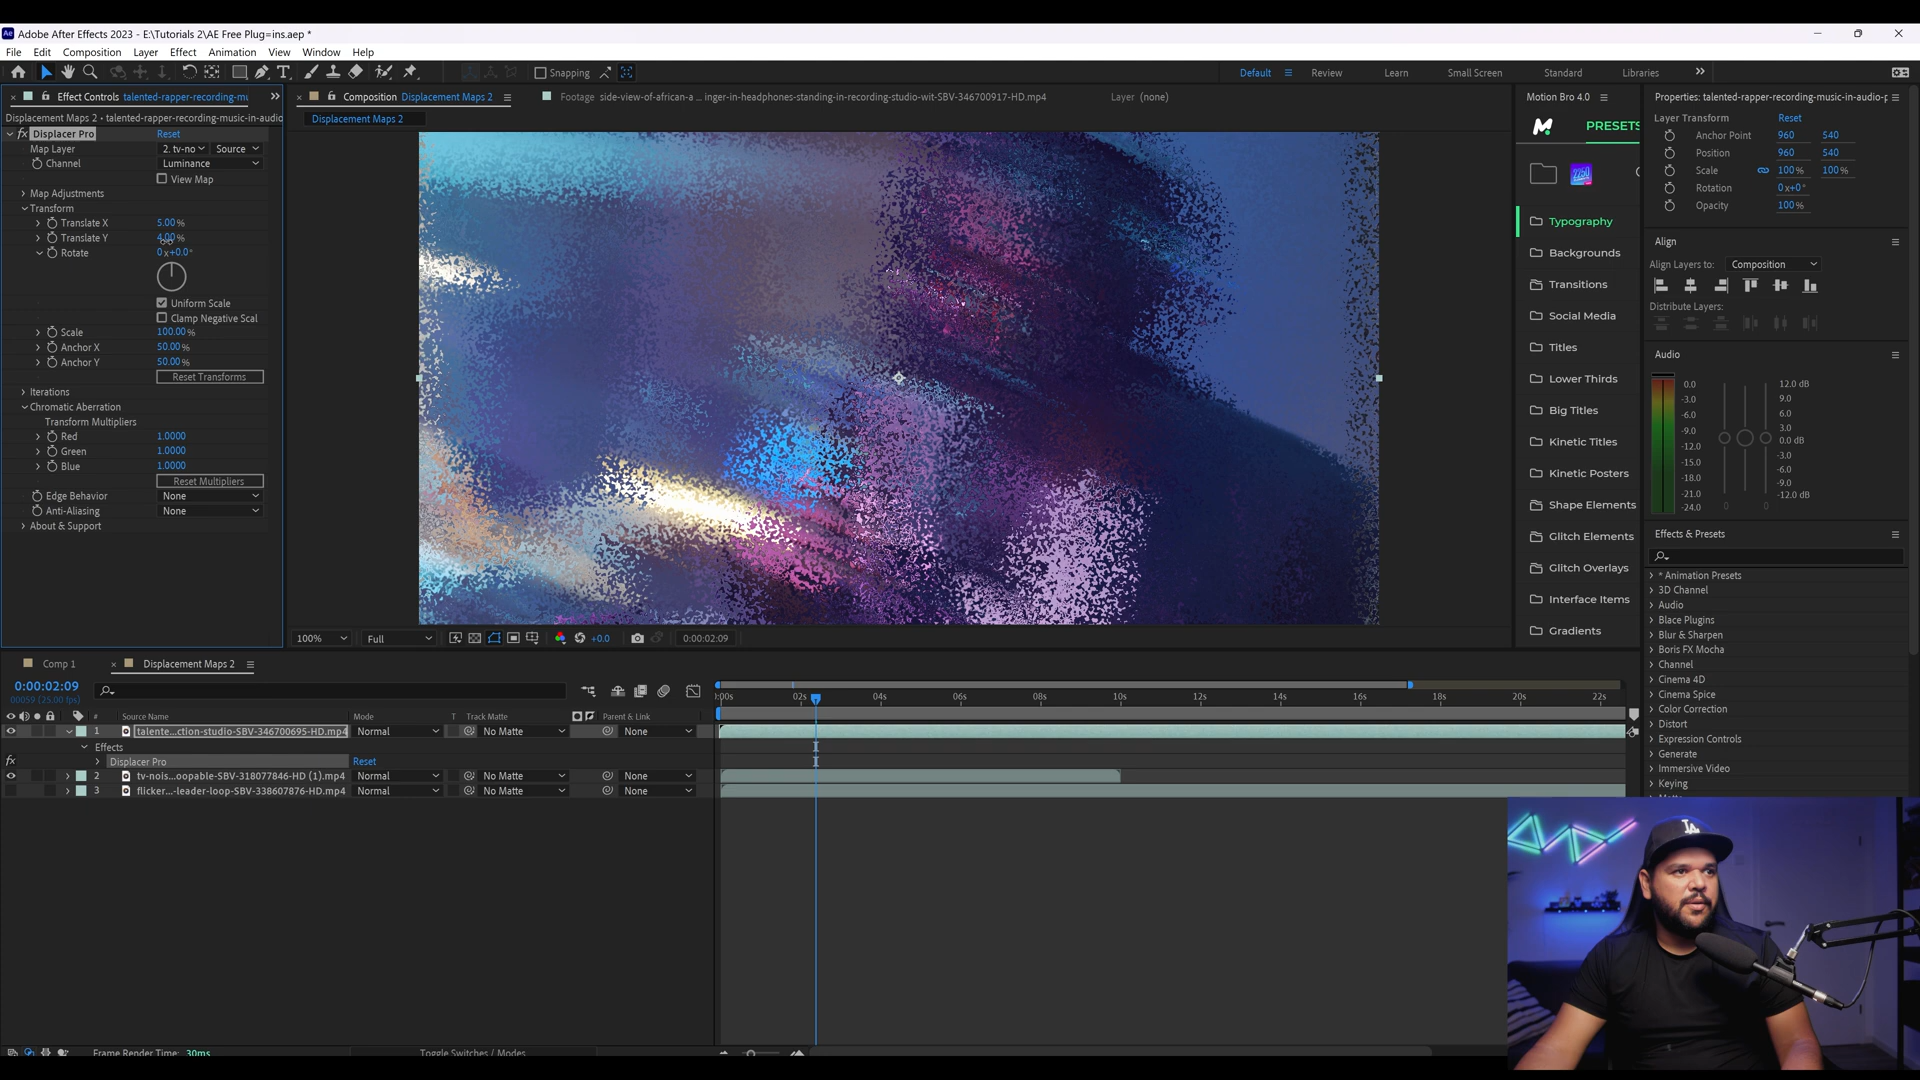 Adobe After Effects 2023 - E:\Tutorials 2\AE Free Plug=ins.aep *
File Edit Composition Layer Effect Animation View Window Help
Snapping
Default Review Learn Small Screen Standard Libraries
Effect Controls talented-rapper-recording-mu
Displacement Maps 2 • talented-rapper-recording-music-in-audio
fx Displacer Pro Reset
Map Layer 2. tv-no Source
Channel Luminance
View Map
Map Adjustments
Transform
Translate X 5.00 %
Translate Y 4.00 %
Rotate 0 x+0.0°
Uniform Scale
Clamp Negative Scal
Scale 100.00 %
Anchor X 50.00 %
Anchor Y 50.00 %
Reset Transforms
Iterations
Chromatic Aberration
Transform Multipliers
Red 1.0000
Green 1.0000
Blue 1.0000
Reset Multipliers
Edge Behavior None
Anti-Aliasing None
About & Support
Composition Displacement Maps 2
Footage side-view-of-african-a ... inger-in-headphones-standing-in-recording-studio-wit-SBV-346700917-HD.mp4
Layer (none)
Displacement Maps 2
100% Full +0.0 0:00:02:09
Motion Bro 4.0
PRESETS
2250
Typography
Backgrounds
Transitions
Social Media
Titles
Lower Thirds
Big Titles
Kinetic Titles
Kinetic Posters
Shape Elements
Glitch Elements
Glitch Overlays
Interface Items
Gradients
Properties: talented-rapper-recording-music-in-audio-p
Layer Transform Reset
Anchor Point 960 540
Position 960 540
Scale 100 % 100 %
Rotation 0 x+0°
Opacity 100 %
Align
Align Layers to: Composition
Distribute Layers:
Audio
0.0 12.0 dB
-3.0 9.0
-6.0 6.0
-9.0 3.0
-12.0 0.0 dB
-15.0 -3.0
-18.0 -6.0
-21.0 -9.0
-24.0 -12.0 dB
0 0
Effects & Presets
* Animation Presets
3D Channel
Audio
Blace Plugins
Blur & Sharpen
Boris FX Mocha
Channel
Cinema 4D
Cinema Spice
Color Correction
Distort
Expression Controls
Generate
Immersive Video
Keying
Comp 1 Displacement Maps 2
0:00:02:09
00059 (25.00 fps)
# Source Name Mode T Track Matte Parent & Link
:00s 02s 04s 06s 08s 10s 12s 14s 16s 18s 20s 22s
1 talente...ction-studio-SBV-346700695-HD.mp4 Normal No Matte None
Effects
fx Displacer Pro Reset
2 tv-nois...oopable-SBV-318077846-HD (1).mp4 Normal No Matte None
3 flicker...-leader-loop-SBV-338607876-HD.mp4 Normal No Matte None
Frame Render Time: 30ms Toggle Switches / Modes
LA